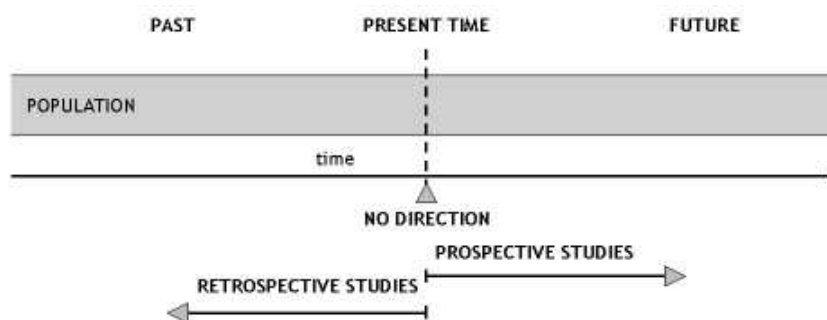 PAST PRESENT TIME FUTURE
POPULATION
time
NO DIRECTION
PROSPECTIVE STUDIES
RETROSPECTIVE STUDIES